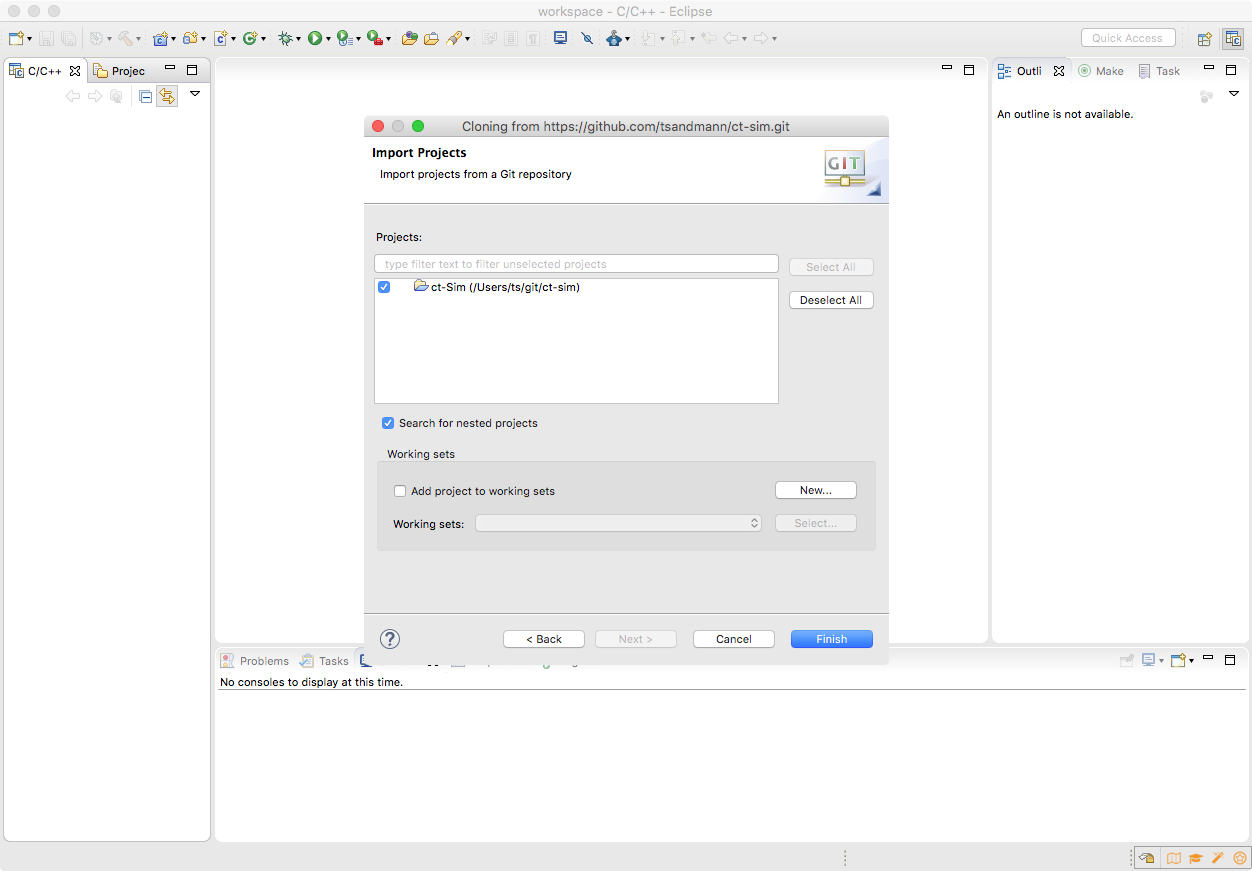 workspace - C/C++ - Eclipse
Quick Access
C/C++
Projec
Outli
Make
Task
An outline is not available.
Cloning from https://github.com/tsandmann/ct-sim.git
Import Projects
Import projects from a Git repository
GIT
Projects:
type filter text to filter unselected projects
Select All
ct-Sim (/Users/ts/git/ct-sim)
Deselect All
Search for nested projects
Working sets
Add project to working sets
New...
Working sets:
Select...
?
< Back
Next >
Cancel
Finish
Problems
Tasks
No consoles to display at this time.